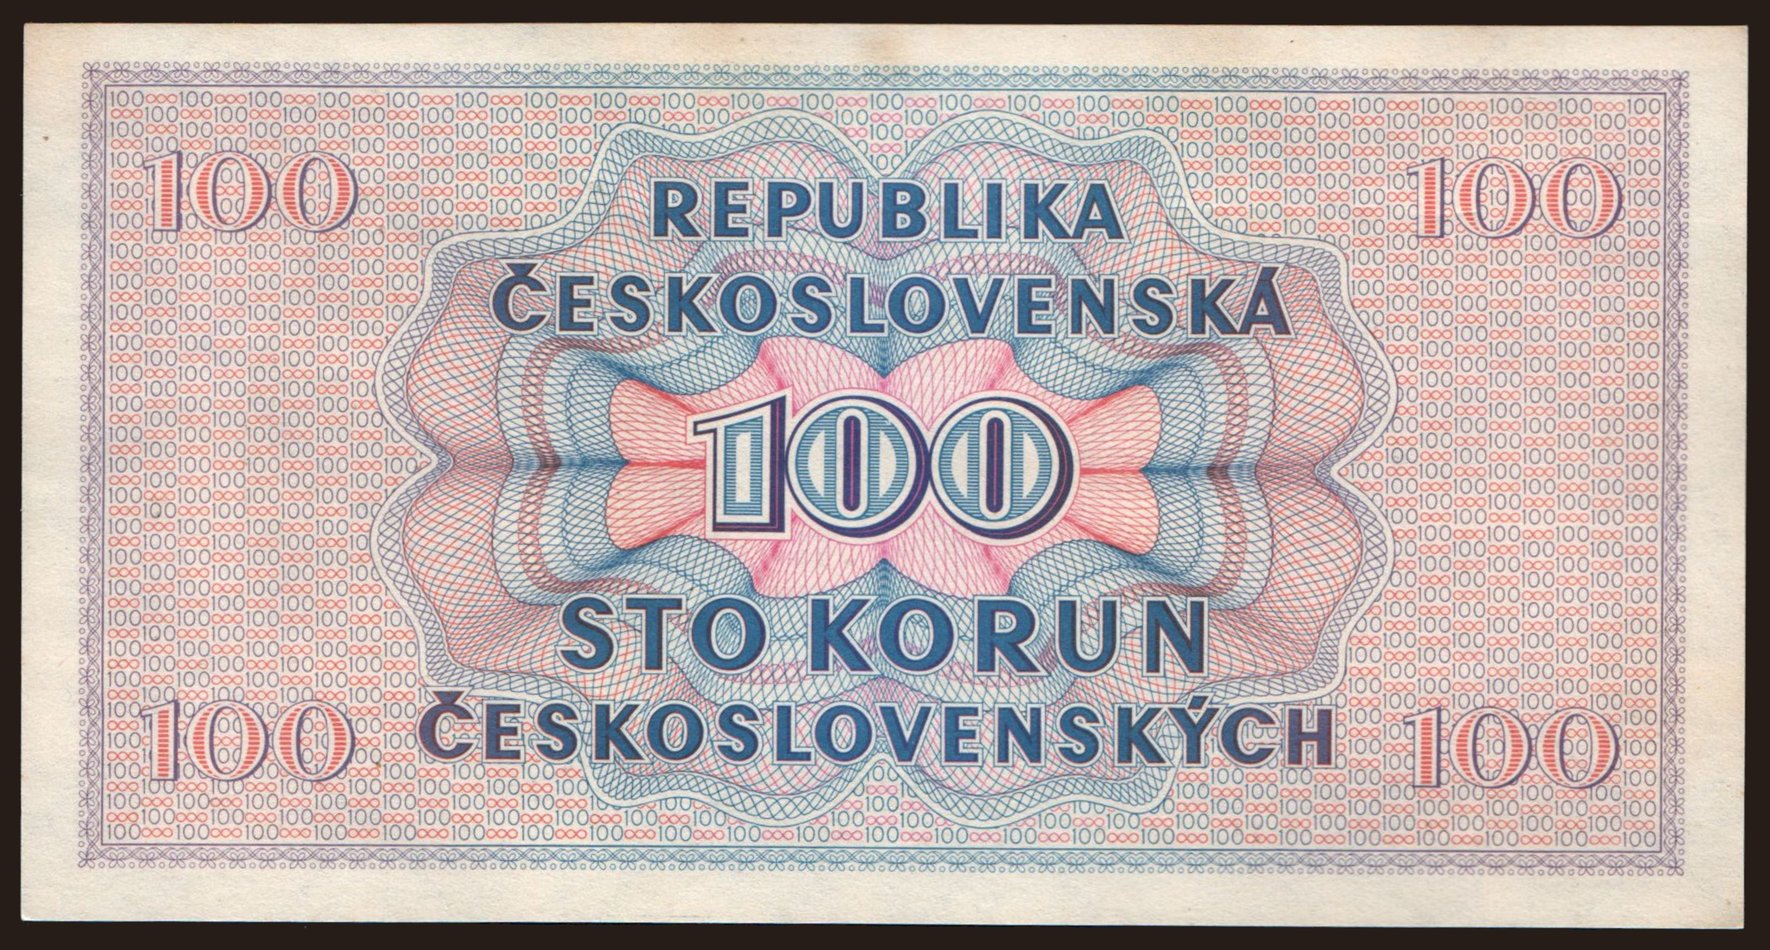 100 100
REPUBLIKA
ČESKOSLOVENSKÁ
100
STO KORUN
ČESKOSLOVENSKÝCH
100 100